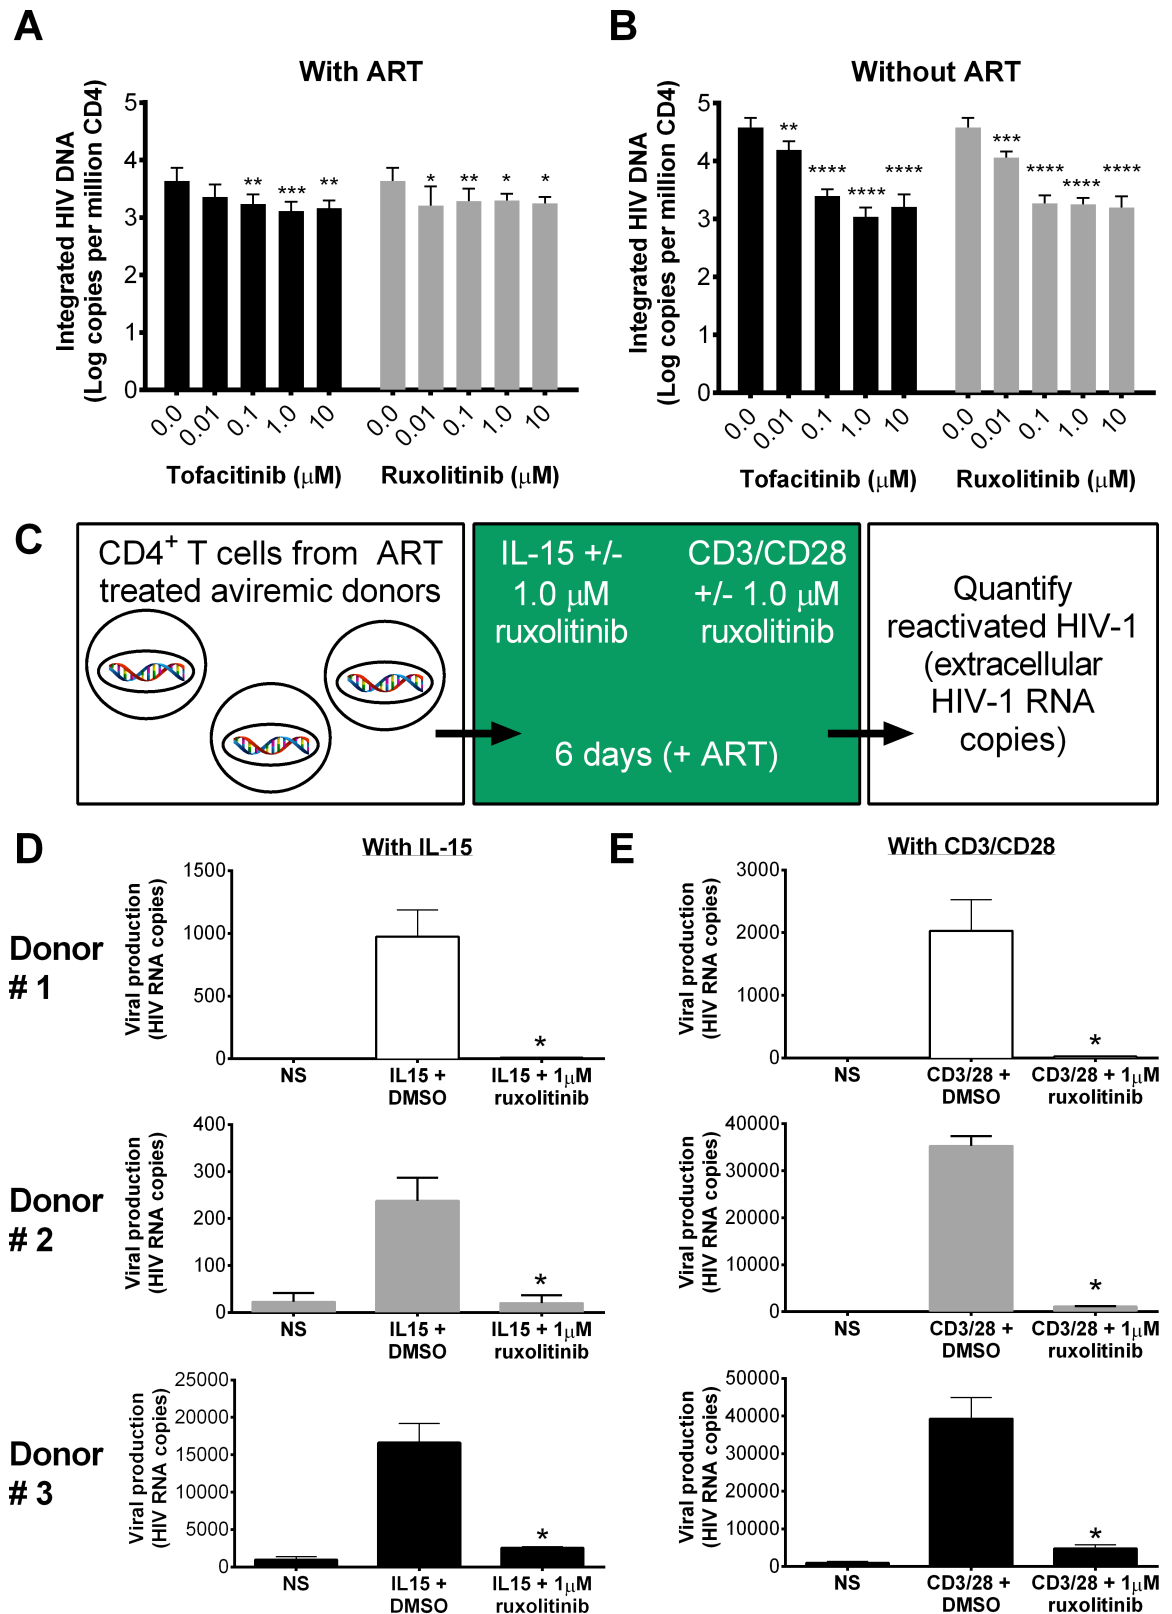 A
With ART
Integrated HIV DNA
(Log copies per million CD4)
5
4
3
2
1
0
** *** ** * ** * *
0.0 0.01 0.1 1.0 10 0.0 0.01 0.1 1.0 10
Tofacitinib (μM) Ruxolitinib (μM)
B
Without ART
Integrated HIV DNA
(Log copies per million CD4)
5
4
3
2
1
0
** **** **** **** *** **** **** ****
0.0 0.01 0.1 1.0 10 0.0 0.01 0.1 1.0 10
Tofacitinib (μM) Ruxolitinib (μM)
C
CD4+ T cells from ART
treated aviremic donors
IL-15 +/-
1.0 μM
ruxolitinib
CD3/CD28
+/- 1.0 μM
ruxolitinib
6 days (+ ART)
Quantify
reactivated HIV-1
(extracellular
HIV-1 RNA
copies)
D
With IL-15
E
With CD3/CD28
Donor
# 1
Viral production
(HIV RNA copies)
1500
1000
500
0
*
NS
IL15 +
DMSO
IL15 + 1μM
ruxolitinib
Viral production
(HIV RNA copies)
3000
2000
1000
0
*
NS
CD3/28 +
DMSO
CD3/28 + 1μM
ruxolitinib
Donor
# 2
Viral production
(HIV RNA copies)
400
300
200
100
0
*
NS
IL15 +
DMSO
IL15 + 1μM
ruxolitinib
Viral production
(HIV RNA copies)
40000
30000
20000
10000
0
*
NS
CD3/28 +
DMSO
CD3/28 + 1μM
ruxolitinib
Donor
# 3
Viral production
(HIV RNA copies)
25000
20000
15000
10000
5000
0
*
NS
IL15 +
DMSO
IL15 + 1μM
ruxolitinib
Viral production
(HIV RNA copies)
50000
40000
30000
20000
10000
0
*
NS
CD3/28 +
DMSO
CD3/28 + 1μM
ruxolitinib